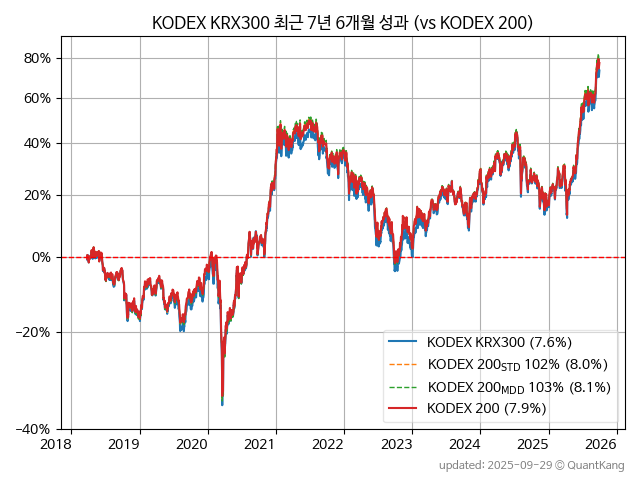 KODEX KRX300 최근 7년 6개월 성과 (vs KODEX 200)
80%
60%
40%
20%
0%
−20%
−40%
KODEX KRX300 (7.6%)
KODEX 200STD 102% (8.0%)
KODEX 200MDD 103% (8.1%)
KODEX 200 (7.9%)
2018 2019 2020 2021 2022 2023 2024 2025 2026
updated: 2025-09-29 © QuantKang